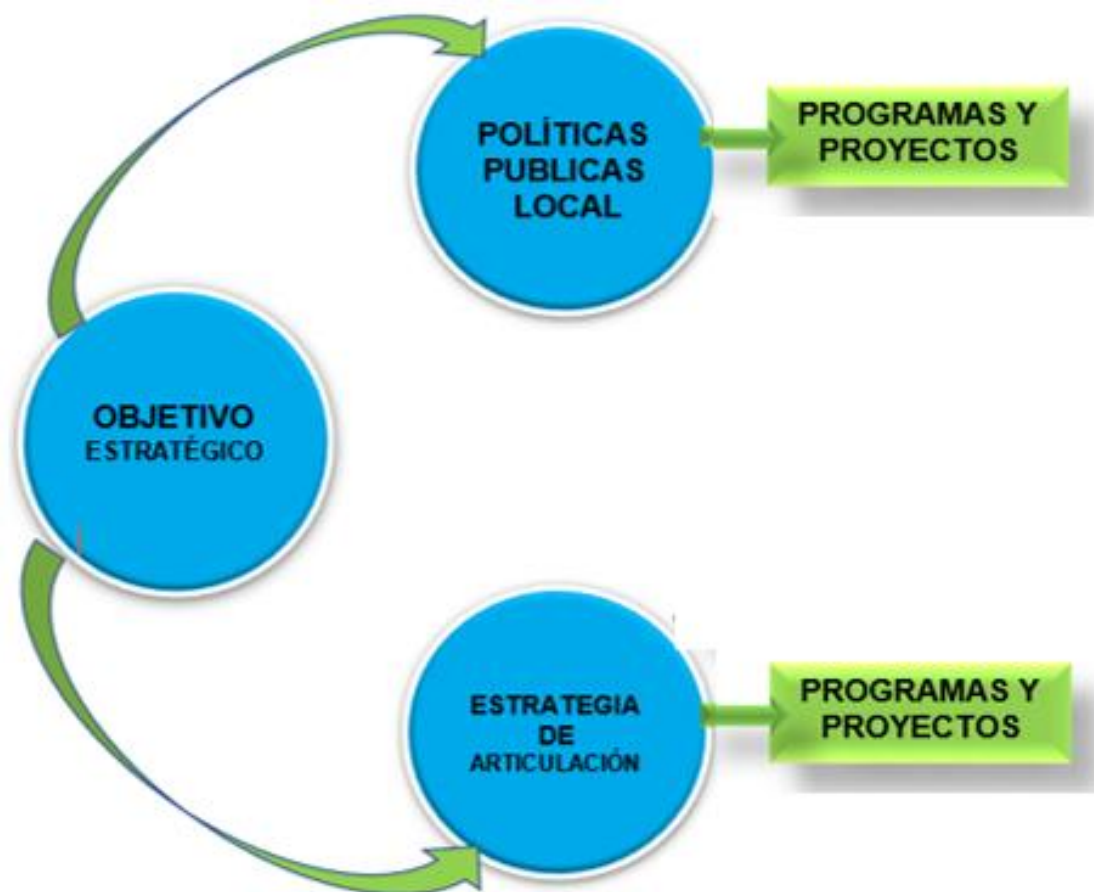 POLÍTICAS
PUBLICAS
LOCAL
PROGRAMAS Y
PROYECTOS
OBJETIVO
ESTRATÉGICO
ESTRATEGIA
DE
ARTICULACIÓN
PROGRAMAS Y
PROYECTOS